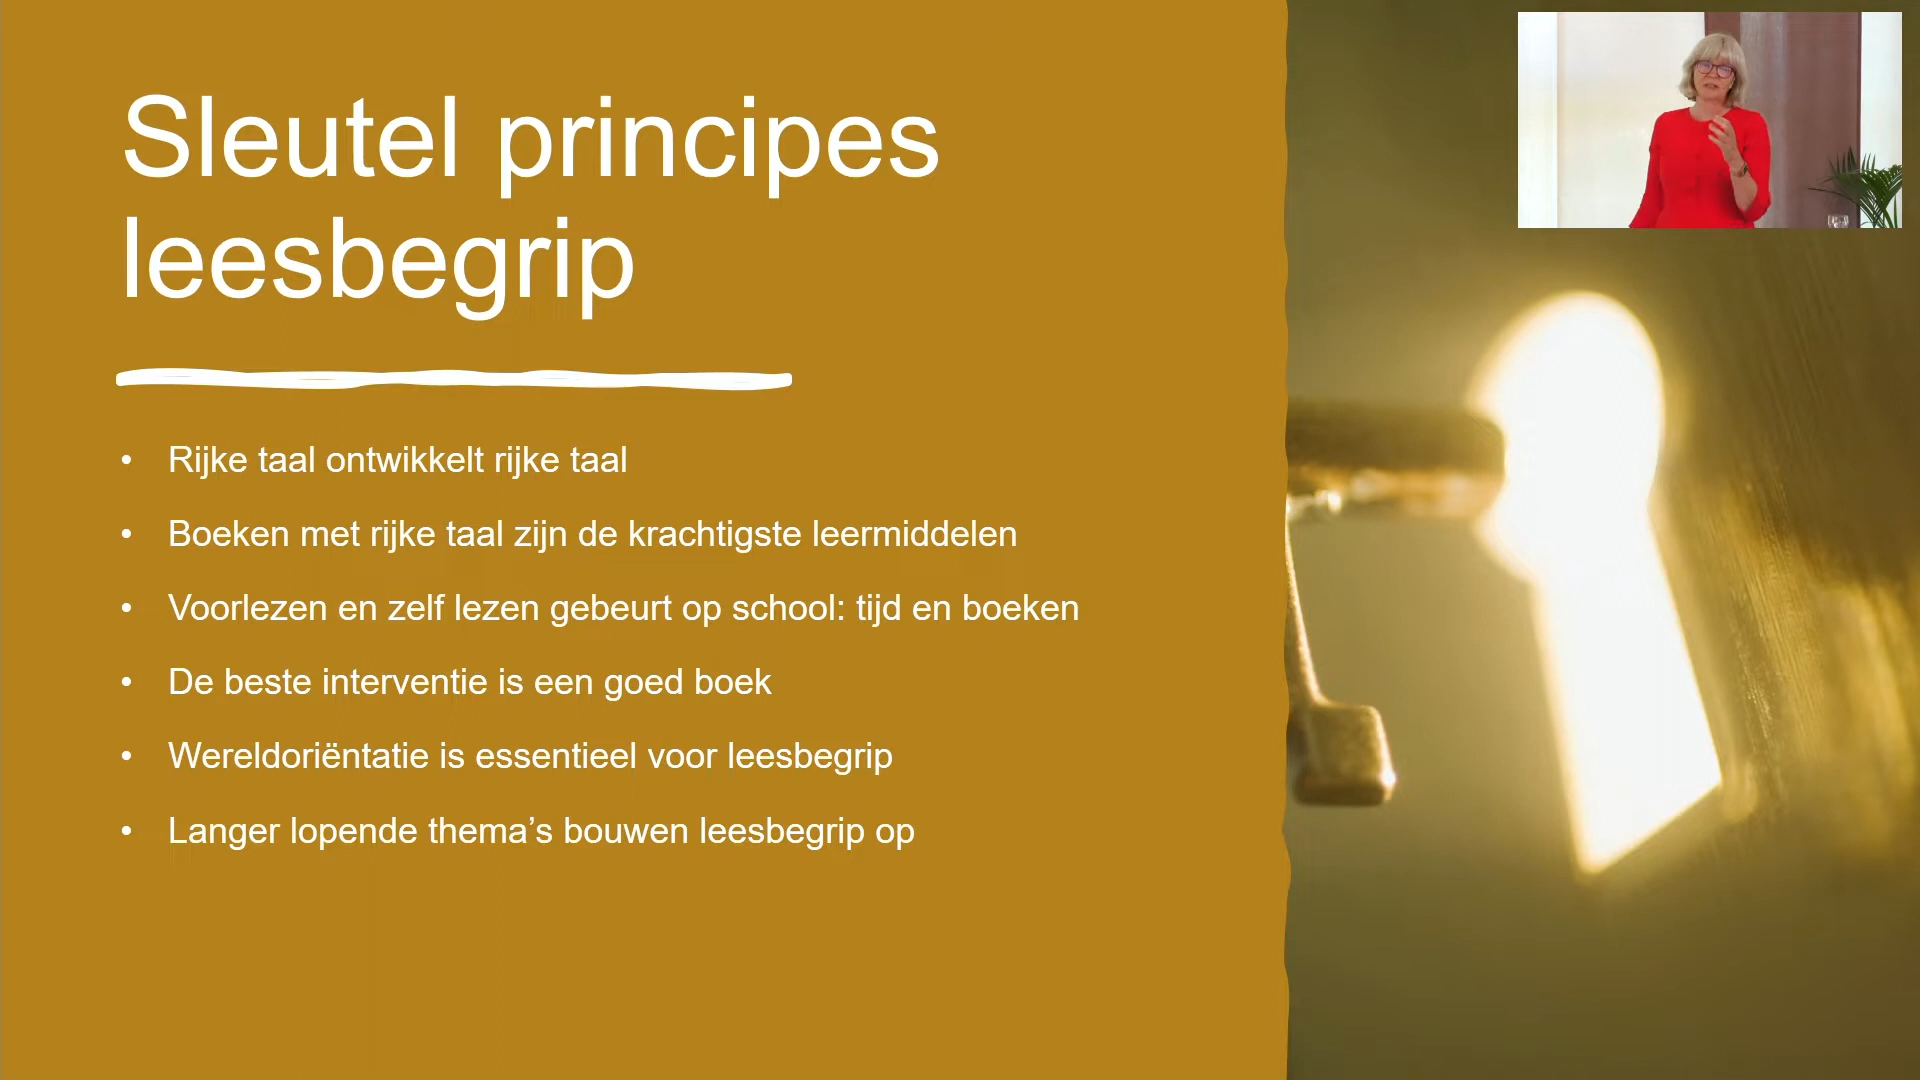 Sleutel principes
leesbegrip
• Rijke taal ontwikkelt rijke taal
• Boeken met rijke taal zijn de krachtigste leermiddelen
• Voorlezen en zelf lezen gebeurt op school: tijd en boeken
• De beste interventie is een goed boek
• Wereldoriëntatie is essentieel voor leesbegrip
• Langer lopende thema’s bouwen leesbegrip op